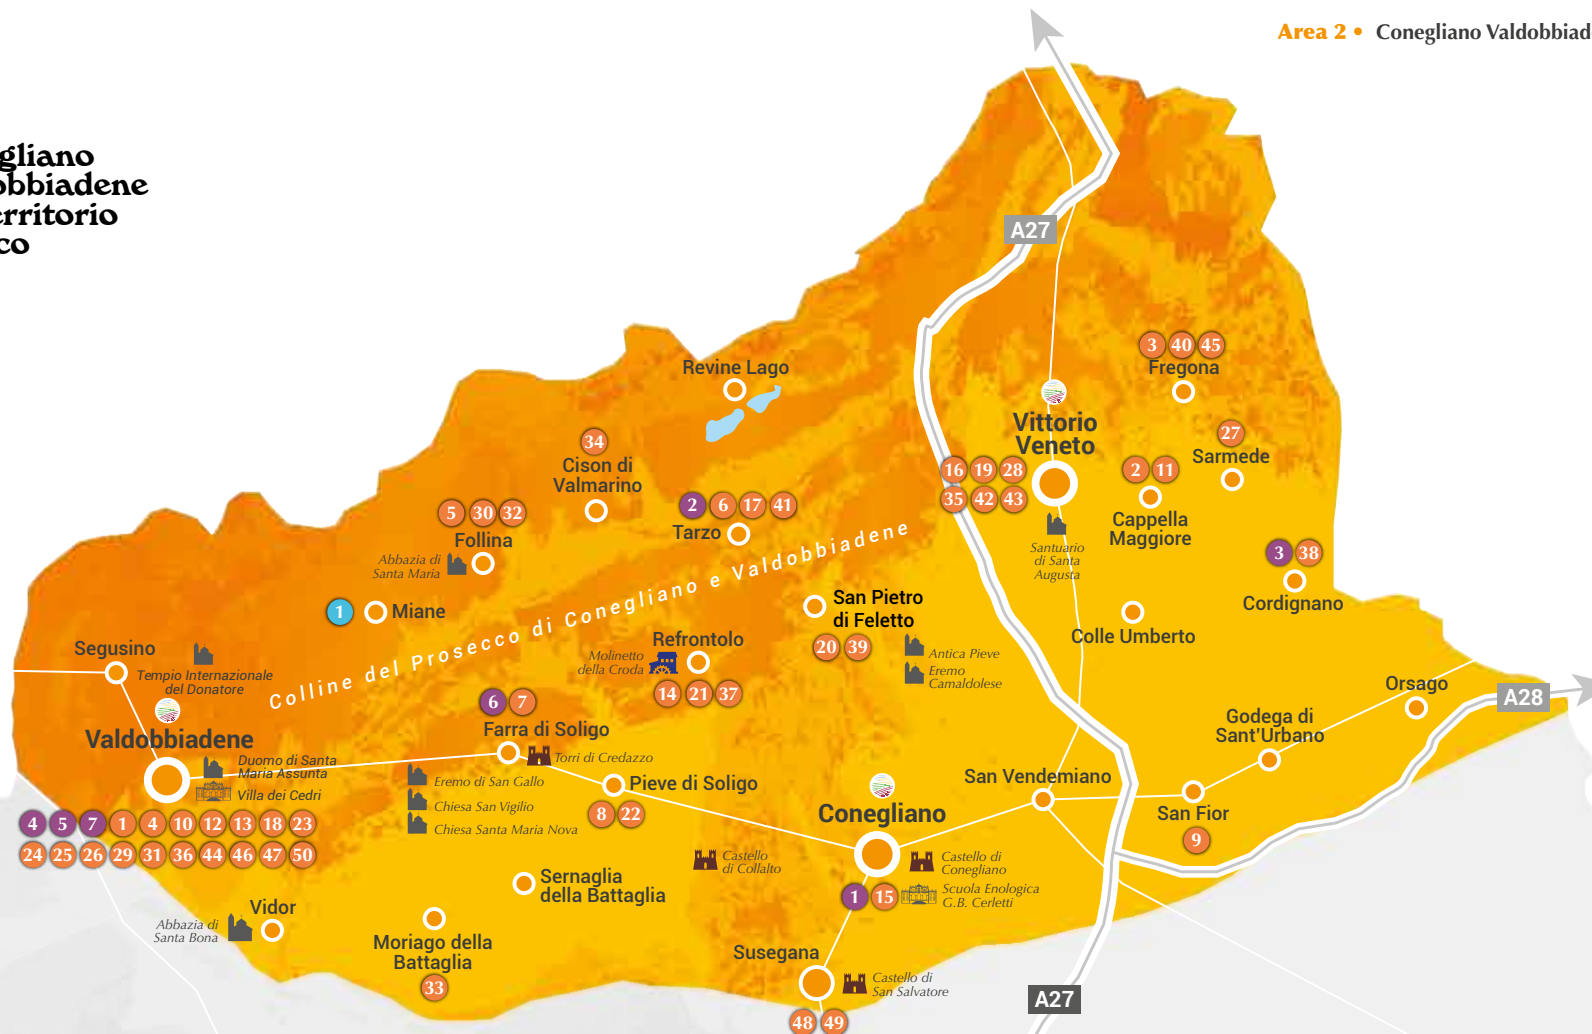 Area 2 • Conegliano Valdobbiad
gliano
obbiadene
erritorio
co
A27
3 40 45
Fregona
Revine Lago
Vittorio
Veneto
27
Sarmede
34
Cison di
Valmarino
16 19 28
35 42 43
2 11
Cappella
Maggiore
2 6 17 41
Tarzo
5 30 32
Follina
Abbazia di
Santa Maria
Santuario
di Santa
Augusta
3 38
Cordignano
Colline del Prosecco di Conegliano e Valdobbiadene
1
Miane
San Pietro
di Feletto
20 39
Antica Pieve
Eremo
Camaldolese
Colle Umberto
Refrontolo
Molinetto
della Croda
14 21 37
Segusino
Tempio Internazionale
del Donatore
Valdobbiadene
Duomo di Santa
Maria Assunta
Villa dei Cedri
4 5 7 1 4 10 12 13 18 23
24 25 26 29 31 36 44 46 47 50
6 7
Farra di Soligo
Torri di Credazzo
Eremo di San Gallo
Chiesa San Vigilio
Chiesa Santa Maria Nova
Pieve di Soligo
8 22
Orsago
A28
Godega di
Sant'Urbano
San Vendemiano
San Fior
9
Conegliano
Castello di
Conegliano
1 15
Scuola Enologica
G.B. Cerletti
Castello
di Collalto
Sernaglia
della Battaglia
Vidor
Abbazia di
Santa Bona
Moriago della
Battaglia
33
Susegana
Castello di
San Salvatore
48 49
A27